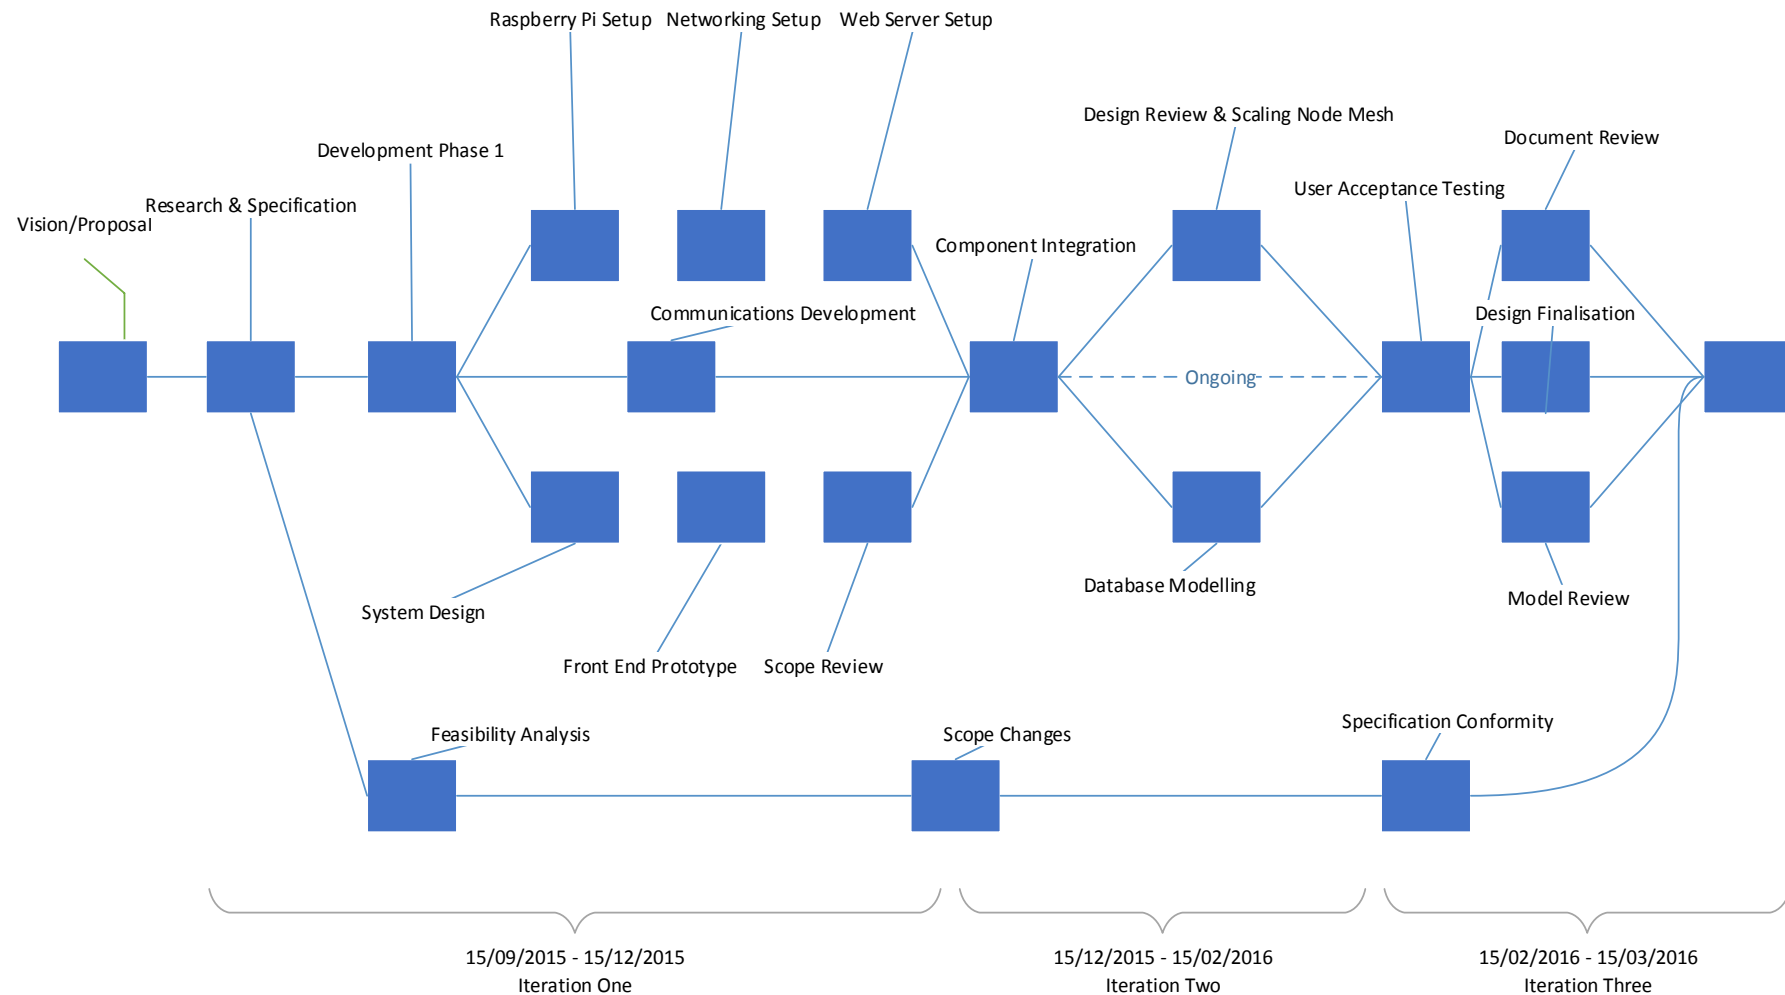 Raspberry Pi Setup
Networking Setup
Web Server Setup
Design Review & Scaling Node Mesh
Document Review
Development Phase 1
User Acceptance Testing
Research & Specification
Vision/Proposal
Component Integration
Communications Development
Design Finalisation
Ongoing
Database Modelling
Model Review
System Design
Front End Prototype
Scope Review
Specification Conformity
Feasibility Analysis
Scope Changes
15/09/2015 - 15/12/2015
Iteration One
15/12/2015 - 15/02/2016
Iteration Two
15/02/2016 - 15/03/2016
Iteration Three